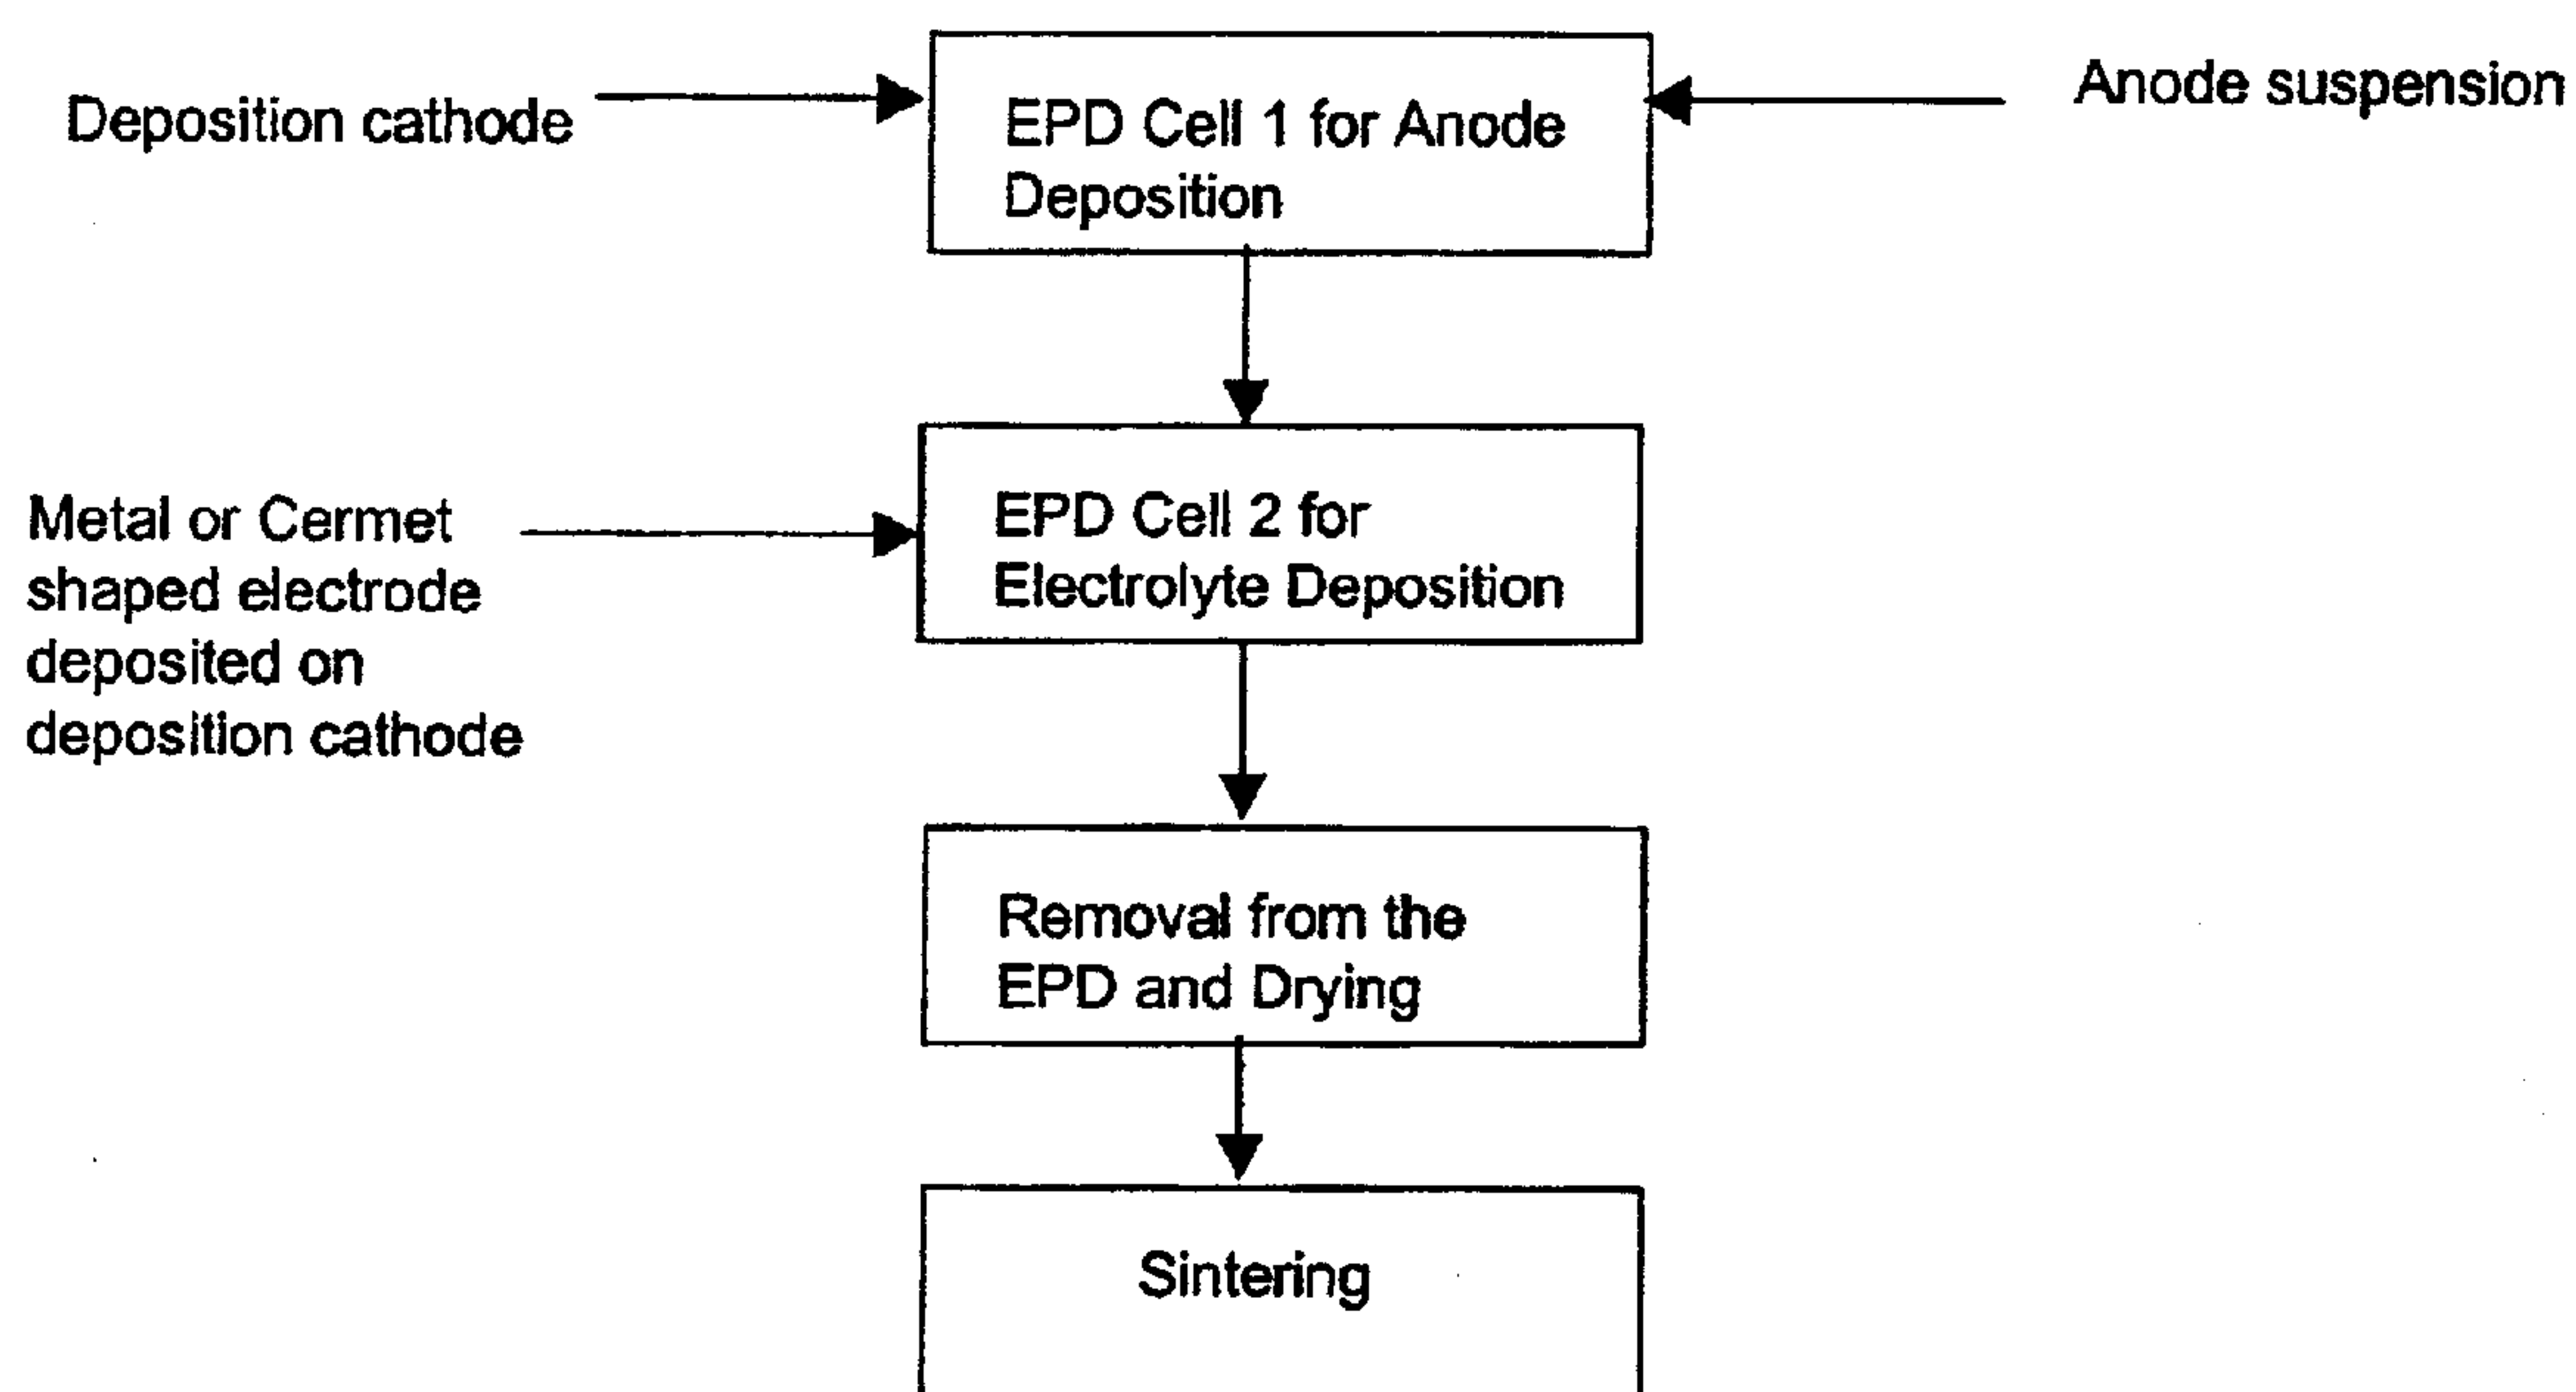 Deposition cathode
EPD Cell 1 for Anode
Deposition
Anode suspension
Metal or Cermet
shaped electrode
deposited on
deposition cathode
EPD Cell 2 for
Electrolyte Deposition
Removal from the
EPD and Drying
Sintering